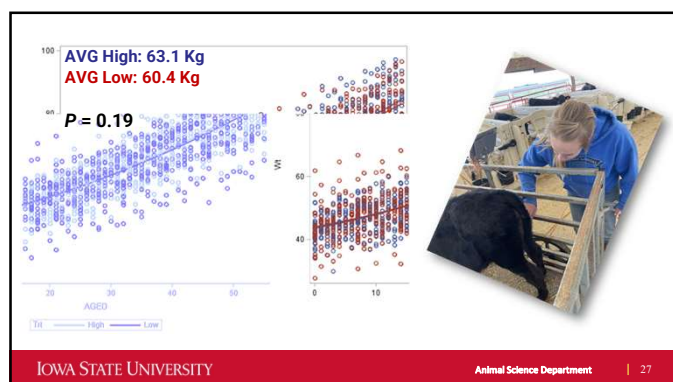 AVG High: 63.1 Kg
AVG Low: 60.4 Kg
P = 0.19
100
60
40
Wt
0
10
20
30
40
50
AGED
Trt
High
Low
IOWA STATE UNIVERSITY
Animal Science Department | 27